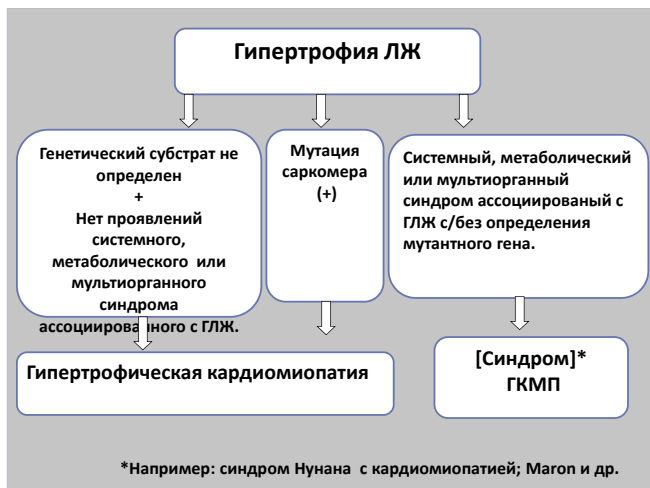 Гипертрофия ЛЖ
Генетический субстрат не
определен
+
Нет проявлений
системного,
метаболического или
мультиорганного
синдрома
ассоциированного с ГЛЖ.
Мутация
саркомера
(+)
Системный, метаболический
или мультиорганный
синдром ассоциированый с
ГЛЖ с/без определения
мутантного гена.
Гипертрофическая кардиомиопатия
[Синдром]*
ГКМП
*Например: синдром Нунана с кардиомиопатией; Maron и др.